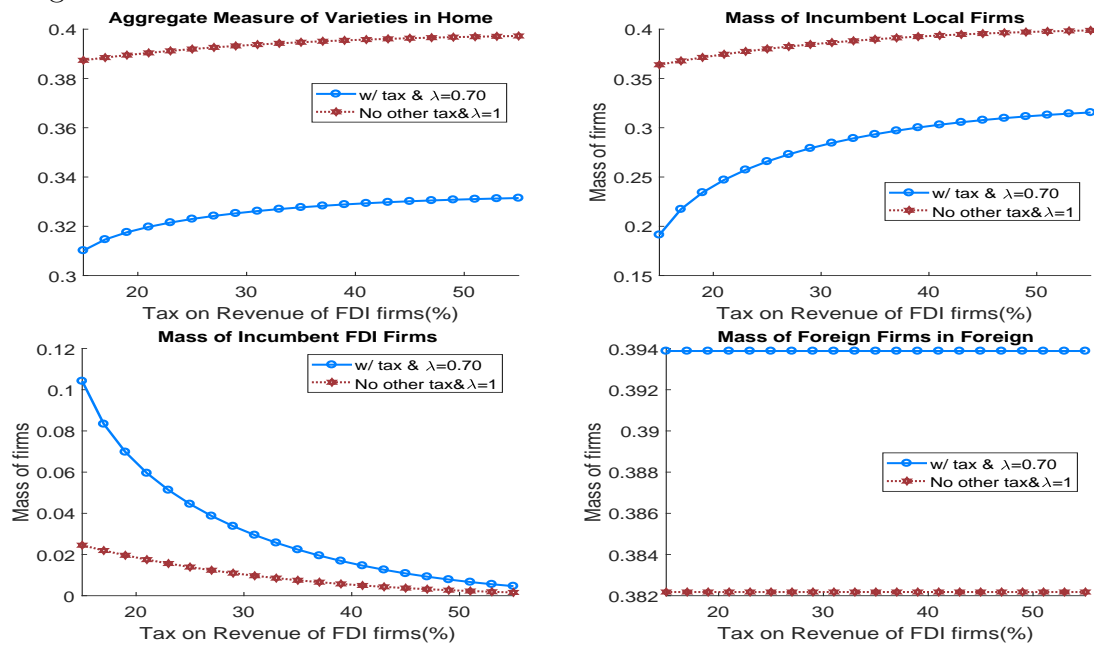 Aggregate Measure of Varieties in Home
0.4
0.38
0.36
0.34
0.32
0.3
w/ tax & λ=0.70
No other tax&λ=1
20 30 40 50
Tax on Revenue of FDI firms(%)
Mass of Incumbent Local Firms
Mass of firms
0.4
0.35
0.3
0.25
0.2
0.15
w/ tax & λ=0.70
No other tax&λ=1
20 30 40 50
Tax on Revenue of FDI firms(%)
Mass of Incumbent FDI Firms
Mass of firms
0.12
0.1
0.08
0.06
0.04
0.02
0
w/ tax & λ=0.70
No other tax&λ=1
20 30 40 50
Tax on Revenue of FDI firms(%)
Mass of Foreign Firms in Foreign
Mass of firms
0.394
0.392
0.39
0.388
0.386
0.384
0.382
w/ tax & λ=0.70
No other tax&λ=1
20 30 40 50
Tax on Revenue of FDI firms(%)